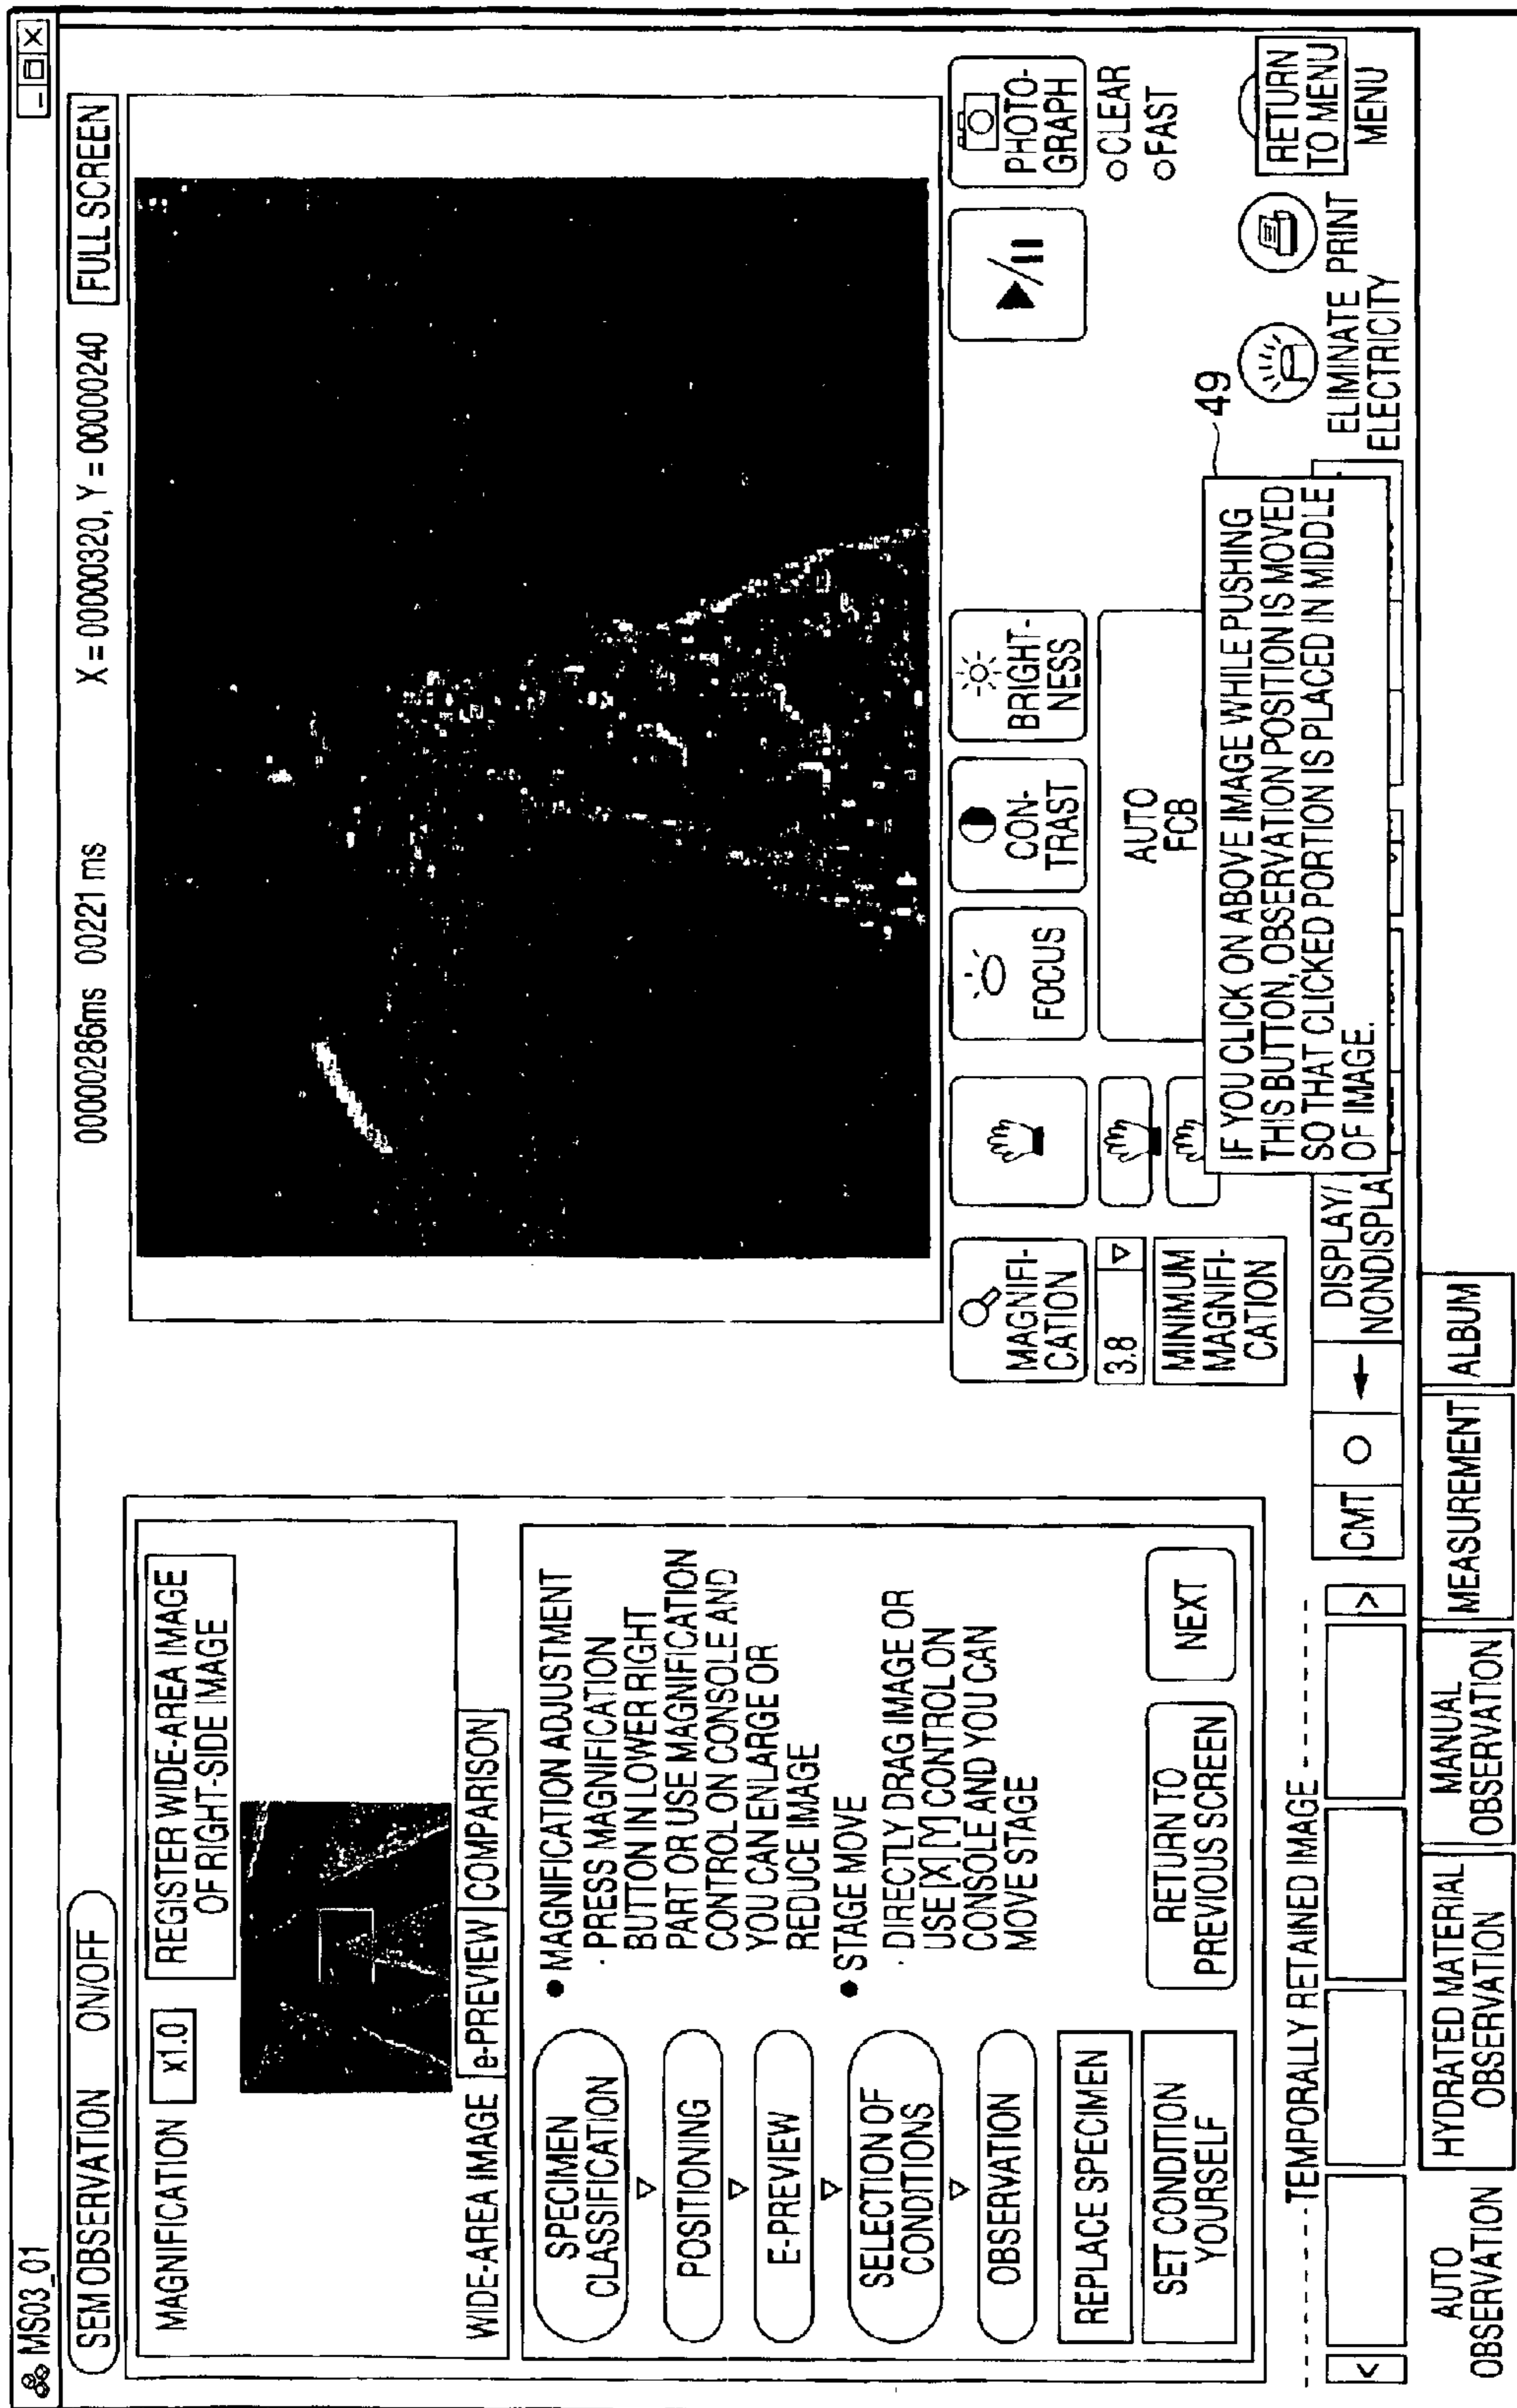 MS03_01
SEM OBSERVATION ON/OFF
00000286ms 00221 ms X = 00000320, Y = 00000240 FULL SCREEN
MAGNIFICATION x1.0
REGISTER WIDE-AREA IMAGE
OF RIGHT-SIDE IMAGE
WIDE-AREA IMAGE e-PREVIEW COMPARISON
SPECIMEN
CLASSIFICATION
POSITIONING
E-PREVIEW
SELECTION OF
CONDITIONS
OBSERVATION
REPLACE SPECIMEN
SET CONDITION
YOURSELF
● MAGNIFICATION ADJUSTMENT
· PRESS MAGNIFICATION
BUTTON IN LOWER RIGHT
PART OR USE MAGNIFICATION
CONTROL ON CONSOLE AND
YOU CAN ENLARGE OR
REDUCE IMAGE
● STAGE MOVE
· DIRECTLY DRAG IMAGE OR
USE [X] [Y] CONTROL ON
CONSOLE AND YOU CAN
MOVE STAGE
RETURN TO
PREVIOUS SCREEN
NEXT
MAGNIFI-
CATION
3.8
MINIMUM
MAGNIFI-
CATION
FOCUS
CON-
TRAST
BRIGHT-
NESS
AUTO
FCB
PHOTO-
GRAPH
CLEAR
FAST
49
IF YOU CLICK ON ABOVE IMAGE WHILE PUSHING
THIS BUTTON, OBSERVATION POSITION IS MOVED
SO THAT CLICKED PORTION IS PLACED IN MIDDLE
OF IMAGE.
ELIMINATE
ELECTRICITY
PRINT
RETURN
TO MENU
MENU
TEMPORALLY RETAINED IMAGE
< >
CMT
DISPLAY/
NONDISPLA
AUTO
OBSERVATION
HYDRATED MATERIAL
OBSERVATION
MANUAL
OBSERVATION
MEASUREMENT
ALBUM